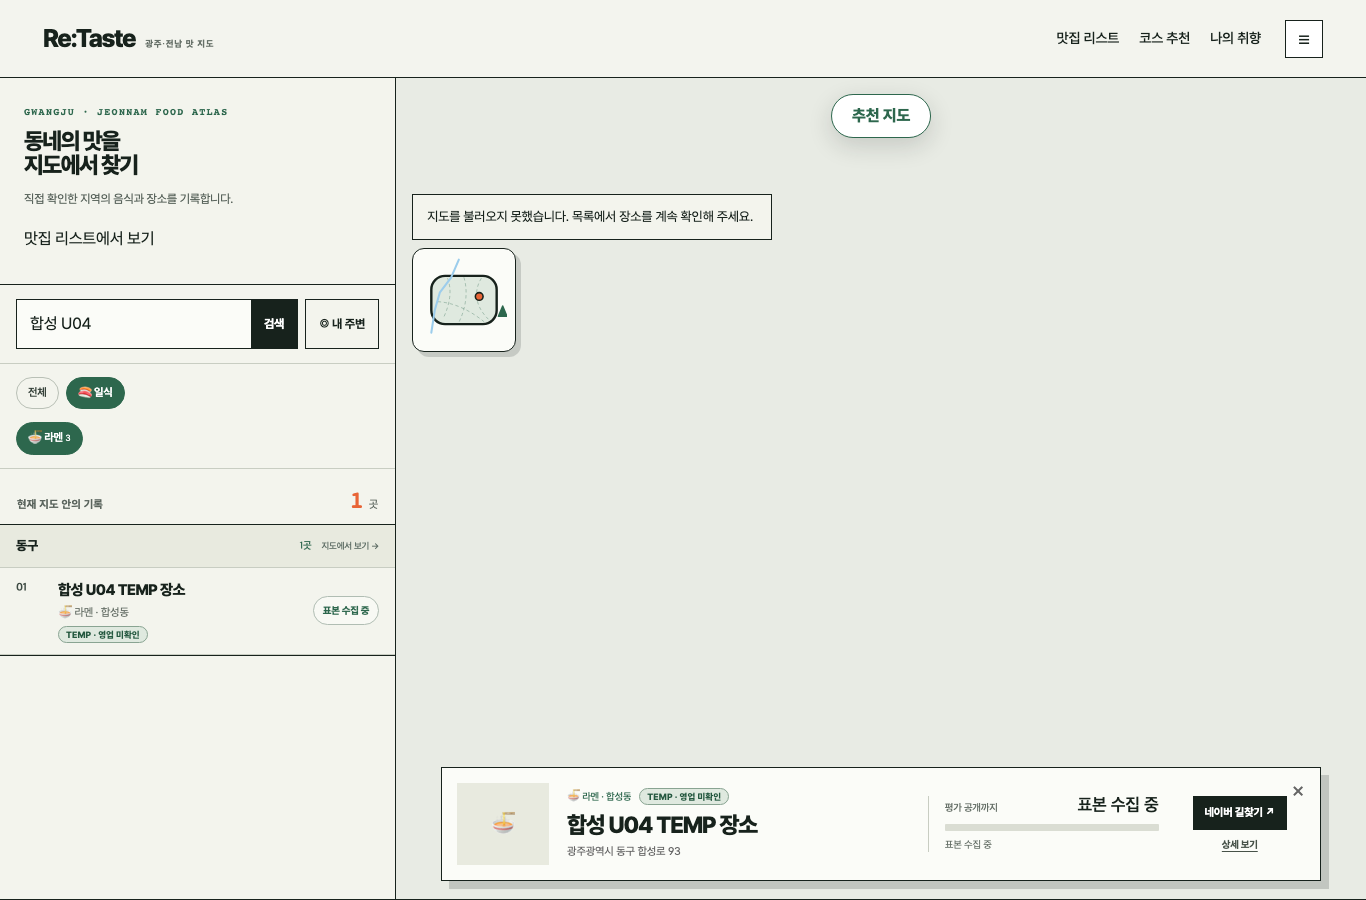 Re:Taste 광주·전남 맛 지도
맛집 리스트 코스 추천 나의 취향 ≡
GWANGJU · JEONNAM FOOD ATLAS
동네의 맛을
지도에서 찾기
직접 확인한 지역의 음식과 장소를 기록합니다.
맛집 리스트에서 보기
합성 U04 검색 ◎ 내 주변
전체 일식
라멘 3
현재 지도 안의 기록 1 곳
동구 1곳 지도에서 보기 →
01 합성 U04 TEMP 장소
라멘 · 합성동
TEMP · 영업 미확인
표본 수집 중
추천 지도
지도를 불러오지 못했습니다. 목록에서 장소를 계속 확인해 주세요.
라멘 · 합성동 TEMP · 영업 미확인
합성 U04 TEMP 장소
광주광역시 동구 합성로 93
평가 공개까지 표본 수집 중
표본 수집 중
네이버 길찾기 ↗
상세 보기
×